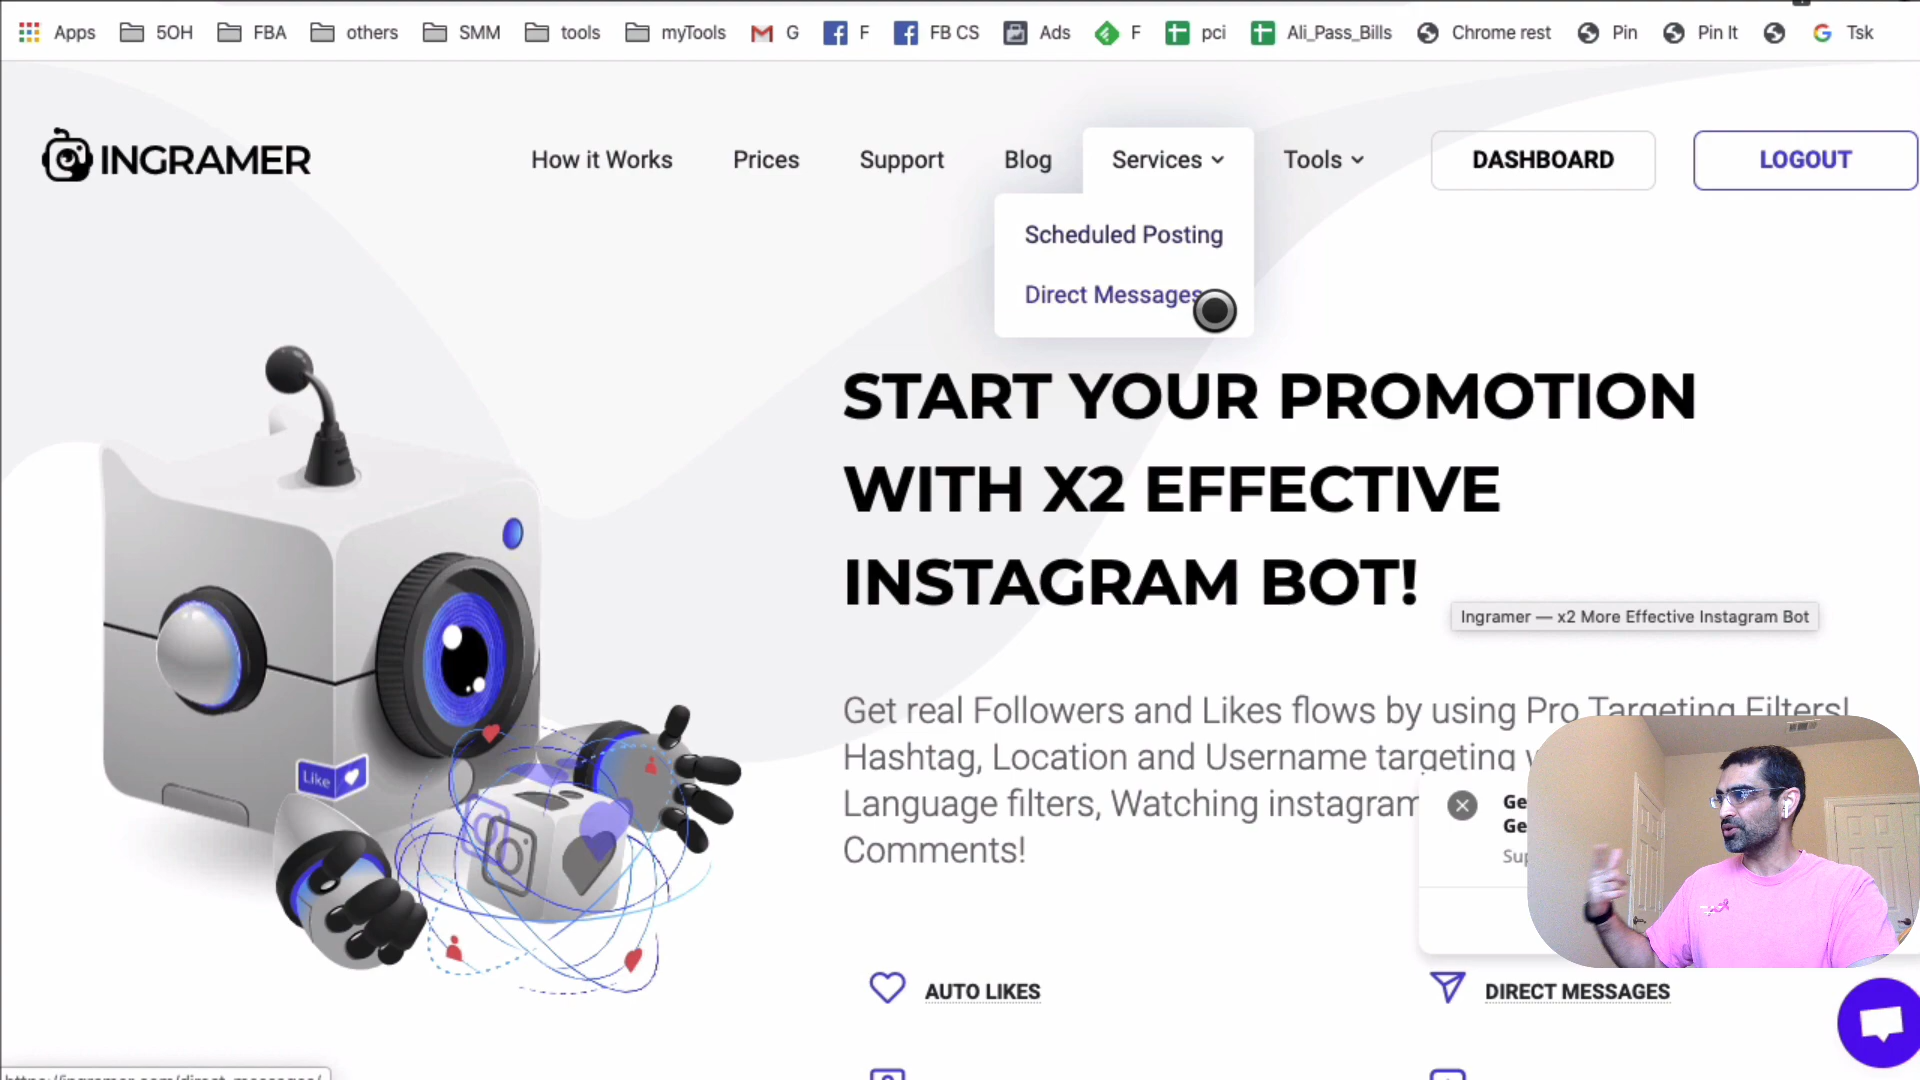 Apps 5OH FBA others SMM tools myTools G F FB CS Ads F pci Ali_Pass_Bills Chrome rest Pin Pin It Tsk
INGRAMER How it Works Prices Support Blog Services Tools DASHBOARD LOGOUT
Scheduled Posting
Direct Messages
START YOUR PROMOTION
WITH X2 EFFECTIVE
INSTAGRAM BOT!
Ingramer — x2 More Effective Instagram Bot
Get real Followers and Likes flows by using Pro Targeting Filters!
Hashtag, Location and Username targeting
Language filters, Watching instagram
Comments!
Like
AUTO LIKES
DIRECT MESSAGES